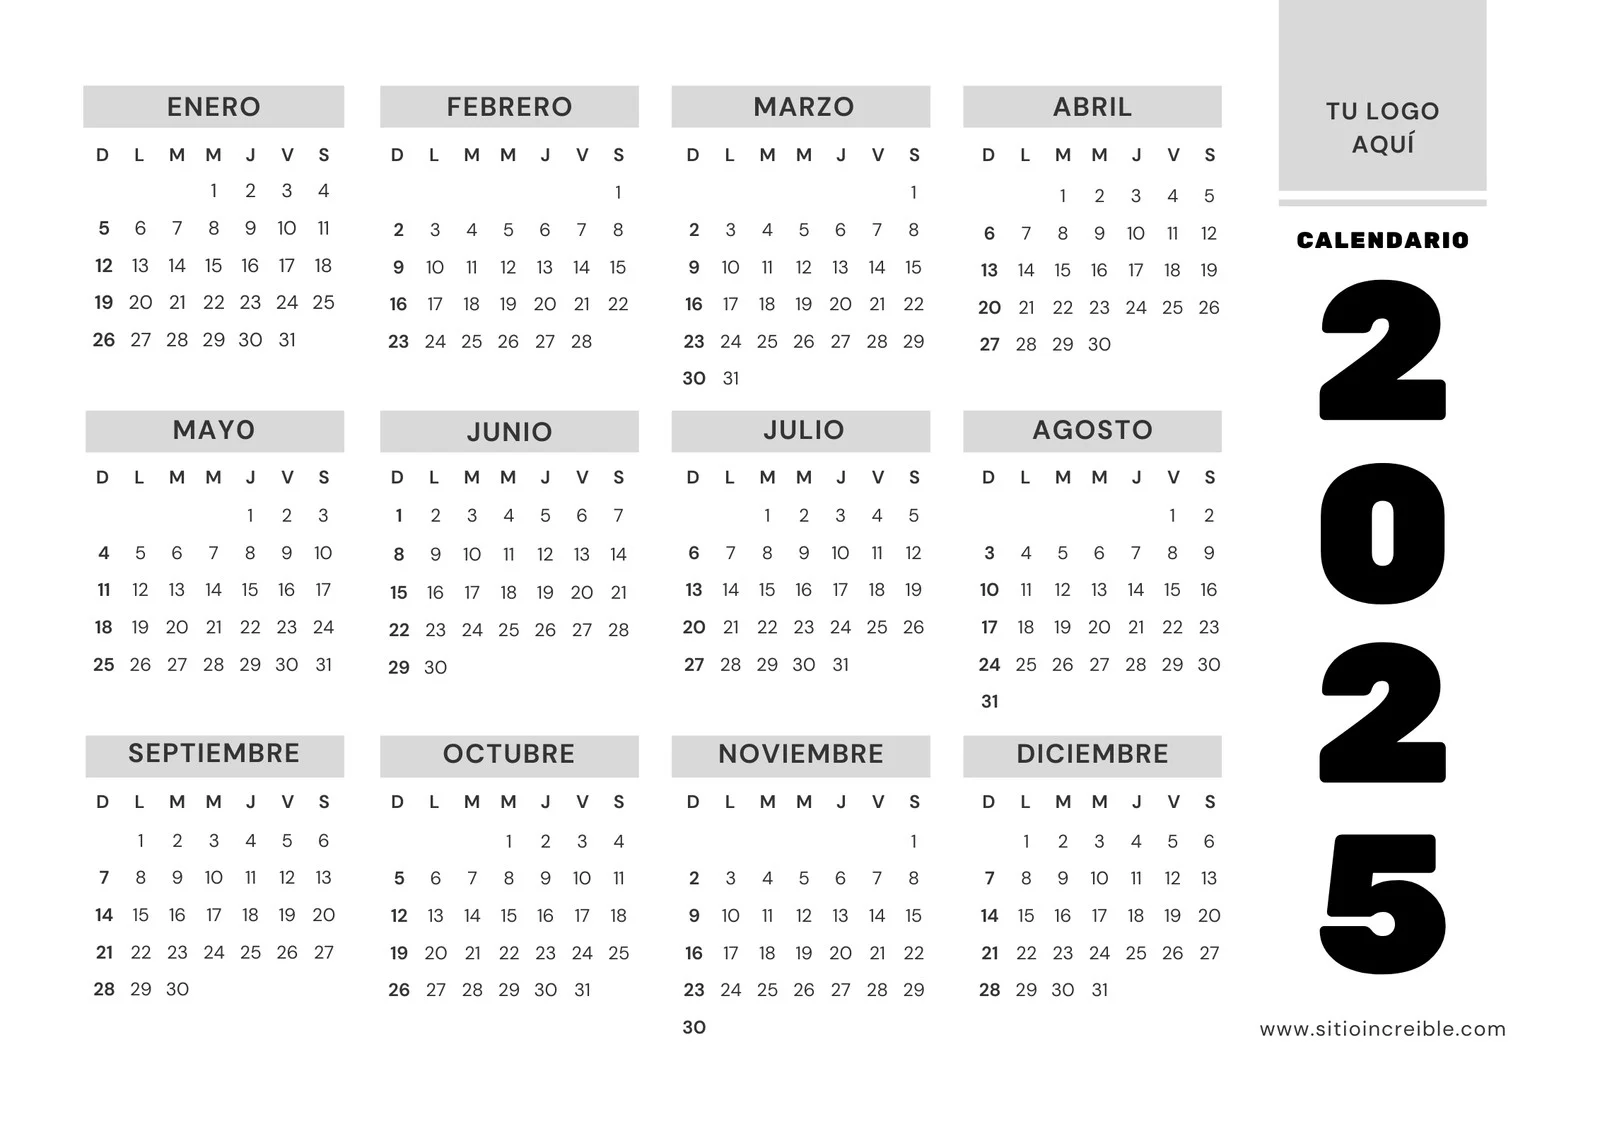 TU LOGO
AQUÍ
CALENDARIO
2
0
2
5
www.sitioincreible.com
ENERO
D L M M J V S
1 2 3 4
5 6 7 8 9 10 11
12 13 14 15 16 17 18
19 20 21 22 23 24 25
26 27 28 29 30 31
FEBRERO
D L M M J V S
1
2 3 4 5 6 7 8
9 10 11 12 13 14 15
16 17 18 19 20 21 22
23 24 25 26 27 28
MARZO
D L M M J V S
1
2 3 4 5 6 7 8
9 10 11 12 13 14 15
16 17 18 19 20 21 22
23 24 25 26 27 28 29
30 31
ABRIL
D L M M J V S
1 2 3 4 5
6 7 8 9 10 11 12
13 14 15 16 17 18 19
20 21 22 23 24 25 26
27 28 29 30
MAYO
D L M M J V S
1 2 3
4 5 6 7 8 9 10
11 12 13 14 15 16 17
18 19 20 21 22 23 24
25 26 27 28 29 30 31
JUNIO
D L M M J V S
1 2 3 4 5 6 7
8 9 10 11 12 13 14
15 16 17 18 19 20 21
22 23 24 25 26 27 28
29 30
JULIO
D L M M J V S
1 2 3 4 5
6 7 8 9 10 11 12
13 14 15 16 17 18 19
20 21 22 23 24 25 26
27 28 29 30 31
AGOSTO
D L M M J V S
1 2
3 4 5 6 7 8 9
10 11 12 13 14 15 16
17 18 19 20 21 22 23
24 25 26 27 28 29 30
31
SEPTIEMBRE
D L M M J V S
1 2 3 4 5 6
7 8 9 10 11 12 13
14 15 16 17 18 19 20
21 22 23 24 25 26 27
28 29 30
OCTUBRE
D L M M J V S
1 2 3 4
5 6 7 8 9 10 11
12 13 14 15 16 17 18
19 20 21 22 23 24 25
26 27 28 29 30 31
NOVIEMBRE
D L M M J V S
1
2 3 4 5 6 7 8
9 10 11 12 13 14 15
16 17 18 19 20 21 22
23 24 25 26 27 28 29
30
DICIEMBRE
D L M M J V S
1 2 3 4 5 6
7 8 9 10 11 12 13
14 15 16 17 18 19 20
21 22 23 24 25 26 27
28 29 30 31